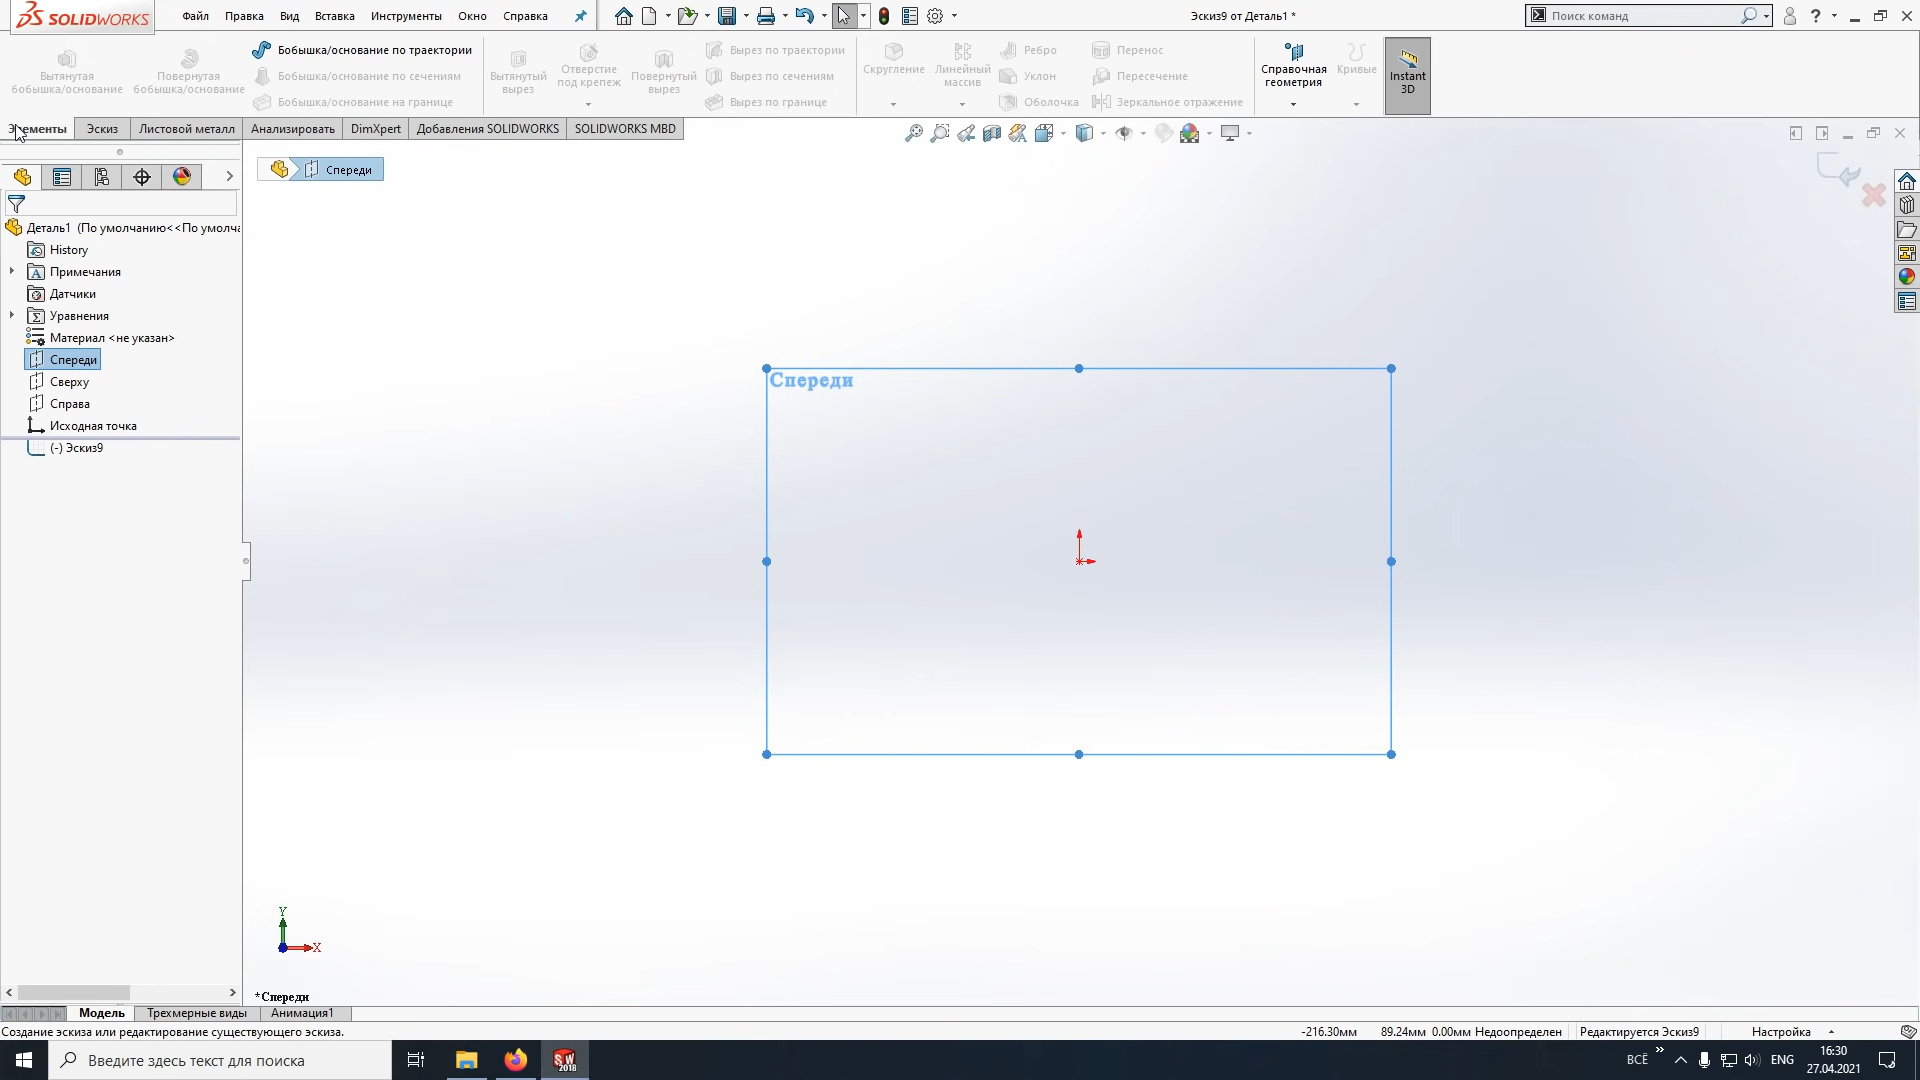 SOLIDWORKS
Файл
Правка
Вид
Вставка
Инструменты
Окно
Справка
Эскиз9 от Деталь1 *
Поиск команд
Вытянутая
бобышка/основание
Повернутая
бобышка/основание
Бобышка/основание по траектории
Бобышка/основание по сечениям
Бобышка/основание на границе
Вытянутый
вырез
Отверстие
под крепеж
Повернутый
вырез
Вырез по траектории
Вырез по сечениям
Вырез по границе
Скругление
Линейный
массив
Ребро
Уклон
Оболочка
Перенос
Пересечение
Зеркальное отражение
Справочная
геометрия
Кривые
Instant
3D
Элементы
Эскиз
Листовой металл
Анализировать
DimXpert
Добавления SOLIDWORKS
SOLIDWORKS MBD
Спереди
Деталь1 (По умолчанию<<По умолча
History
Примечания
Датчики
Уравнения
Материал <не указан>
Спереди
Сверху
Справа
Исходная точка
(-) Эскиз9
Спереди
Y
X
*Спереди
Модель
Трехмерные виды
Анимация1
Создание эскиза или редактирование существующего эскиза.
-216.30мм
89.24мм
0.00мм
Недоопределен
Редактируется Эскиз9
Настройка
Введите здесь текст для поиска
SW
2018
ВСЁ
ENG
16:30
27.04.2021